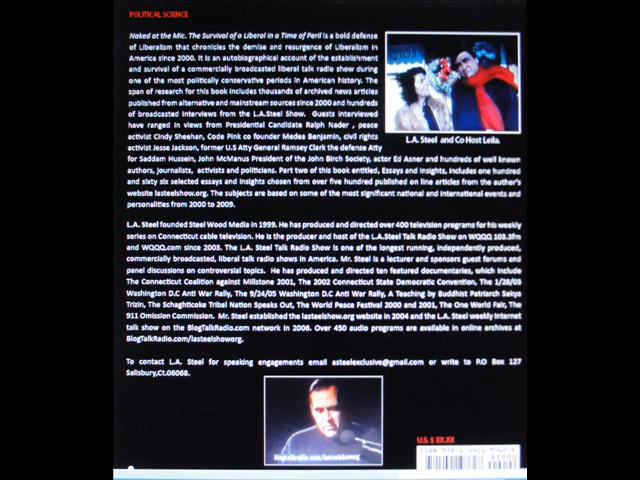 POLITICAL SCIENCE
Naked at the Mic. The Survival of a Liberal in a Time of Peril is a bold defense
of Liberalism that chronicles the demise and resurgence of Liberalism in
America since 2000. It is an autobiographical account of the establishment
and survival of a commercially broadcasted liberal talk radio show during
one of the most politically conservative periods in American history. The
span of research for this book includes thousands of archived news articles
published from alternative and mainstream sources since 2000 and hundreds
of broadcasted interviews from the L.A.Steel Show. Guests interviewed
have ranged in views from Presidential Candidate Ralph Nader , peace
activist Cindy Sheehan, Code Pink co founder Medea Benjamin, civil rights
activist Jesse Jackson, former U.S Atty General Ramsey Clark the defense Atty
for Saddam Hussein, John McManus President of the John Birch Society, actor Ed Asner and hundreds of well known
authors, journalists, activists and politicians. Part two of this book entitled, Essays and Insights, includes one hundred
and sixty six selected essays and insights chosen from over five hundred published on line articles from the author's
website lasteelshow.org. The subjects are based on some of the most significant national and international events and
personalities from 2000 to 2009.
L.A. Steel and Co Host Leila.
L.A. Steel founded Steel Wood Media in 1999. He has produced and directed over 400 television programs for his weekly
series on Connecticut cable television. He is the producer and host of the L.A.Steel Talk Radio Show on WQQQ 103.3fm
and WQQQ.com since 2003. The L.A. Steel Talk Radio Show is one of the longest running, independently produced,
commercially broadcasted, liberal talk radio shows in America. Mr. Steel is a lecturer and sponsors guest forums and
panel discussions on controversial topics. He has produced and directed ten featured documentaries, which include
The Connecticut Coalition against Millstone 2001, The 2002 Connecticut State Democratic Convention, The 1/28/03
Washington D.C Anti War Rally, The 9/24/05 Washington D.C Anti War Rally, A Teaching by Buddhist Patriarch Sakya
Trizin, The Schaghticoke Tribal Nation Speaks Out, The World Peace Festival 2000 and 2001, The One World Fair, The
911 Omission Commission. Mr. Steel established the lasteelshow.org website in 2004 and the L.A. Steel weekly Internet
talk show on the BlogTalkRadio.com network in 2006. Over 450 audio programs are available in online archives at
BlogTalkRadio.com/lasteelshoworg.
To contact L.A. Steel for speaking engagements email asteelexclusive@gmail.com or write to P.O Box 127
Salisbury,Ct.06068.
blogtalkradio.com/lasteelshoworg
U.S. $ XX.XX